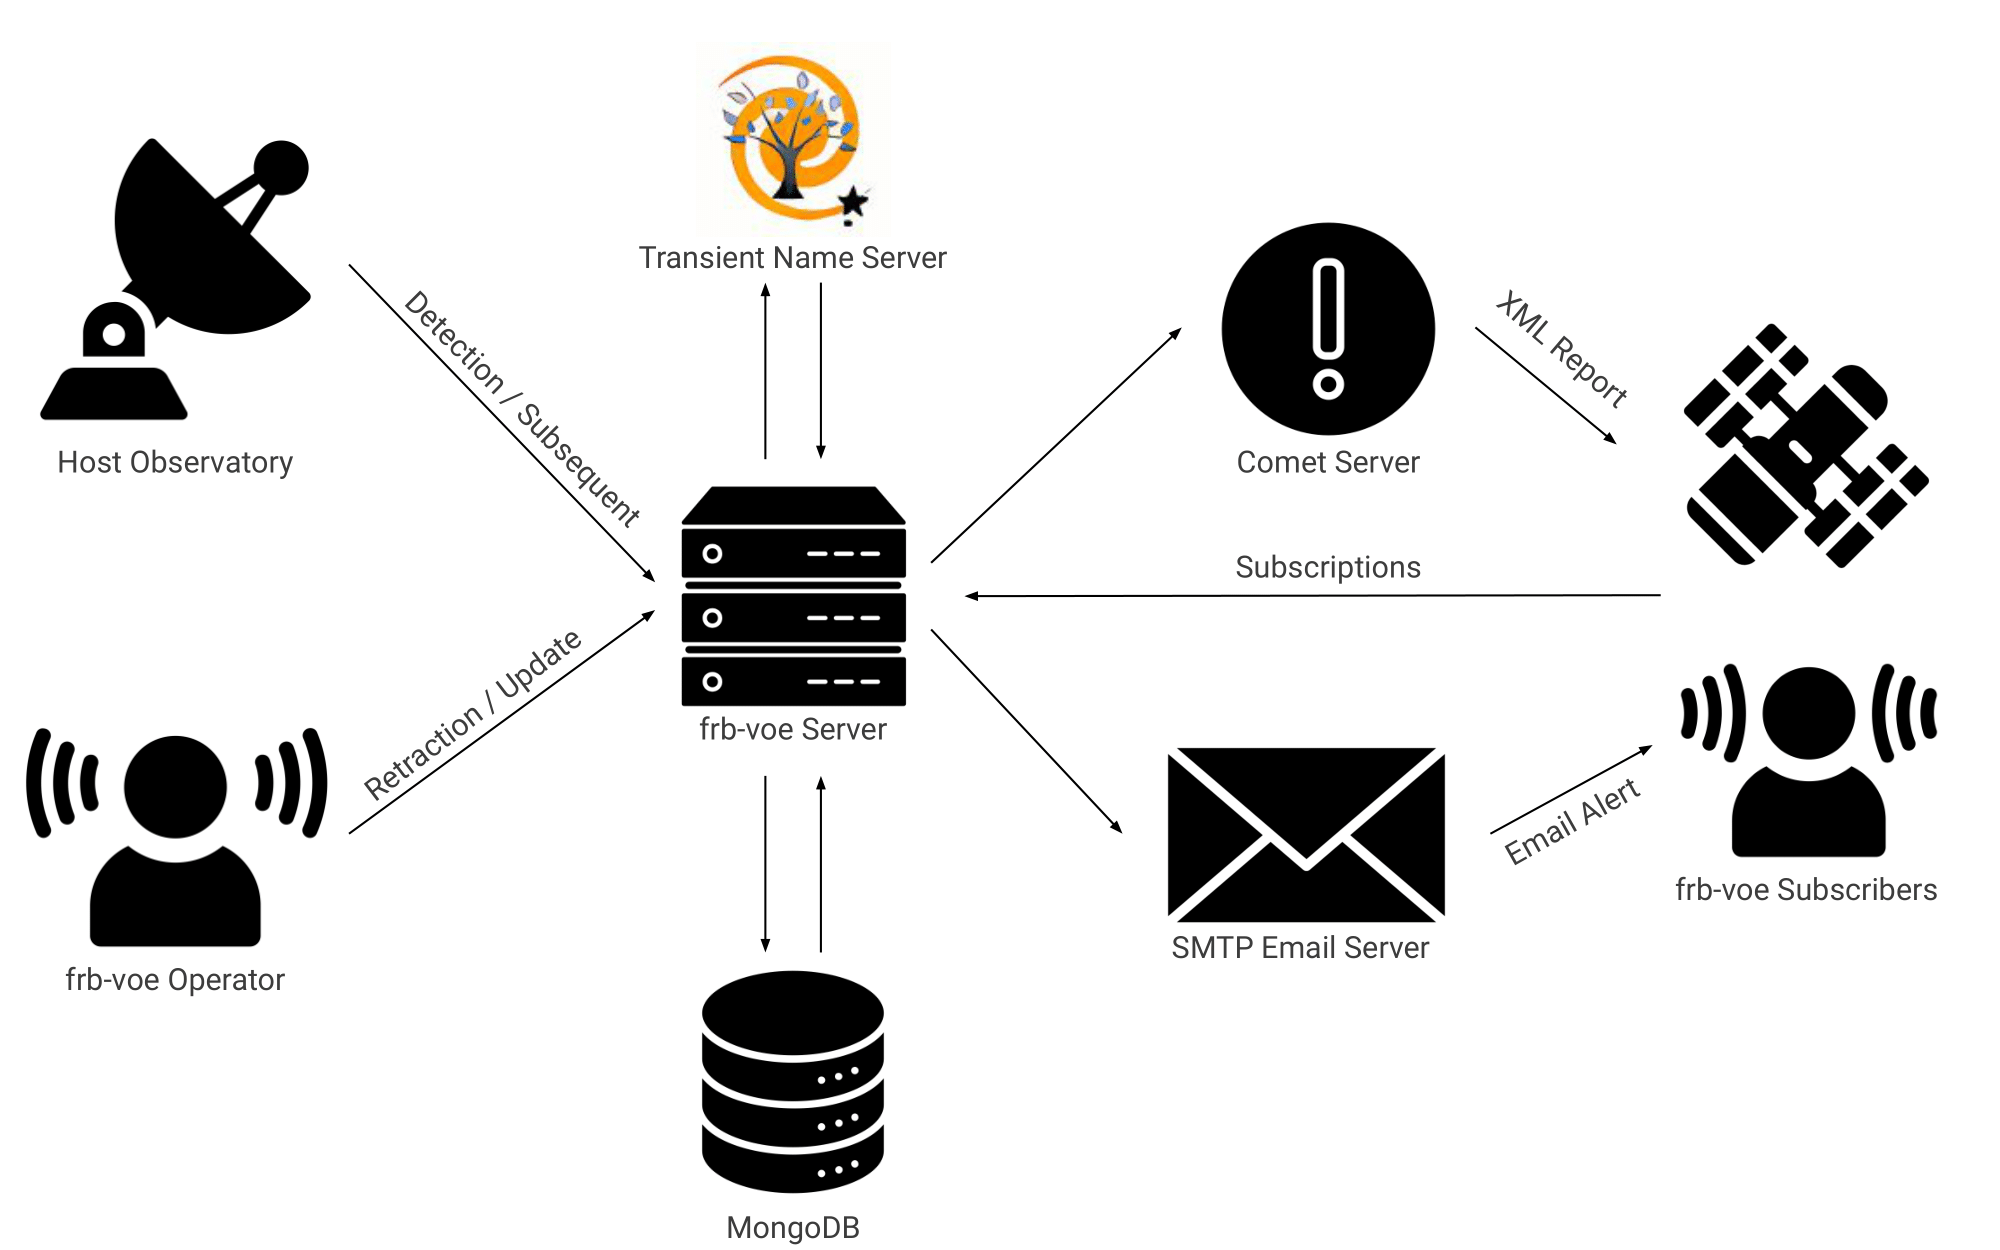 Transient Name Server
Host Observatory
Detection / Subsequent
Comet Server
XML Report
Subscriptions
Retraction / Update
frb-voe Server
Email Alert
frb-voe Subscribers
SMTP Email Server
frb-voe Operator
MongoDB